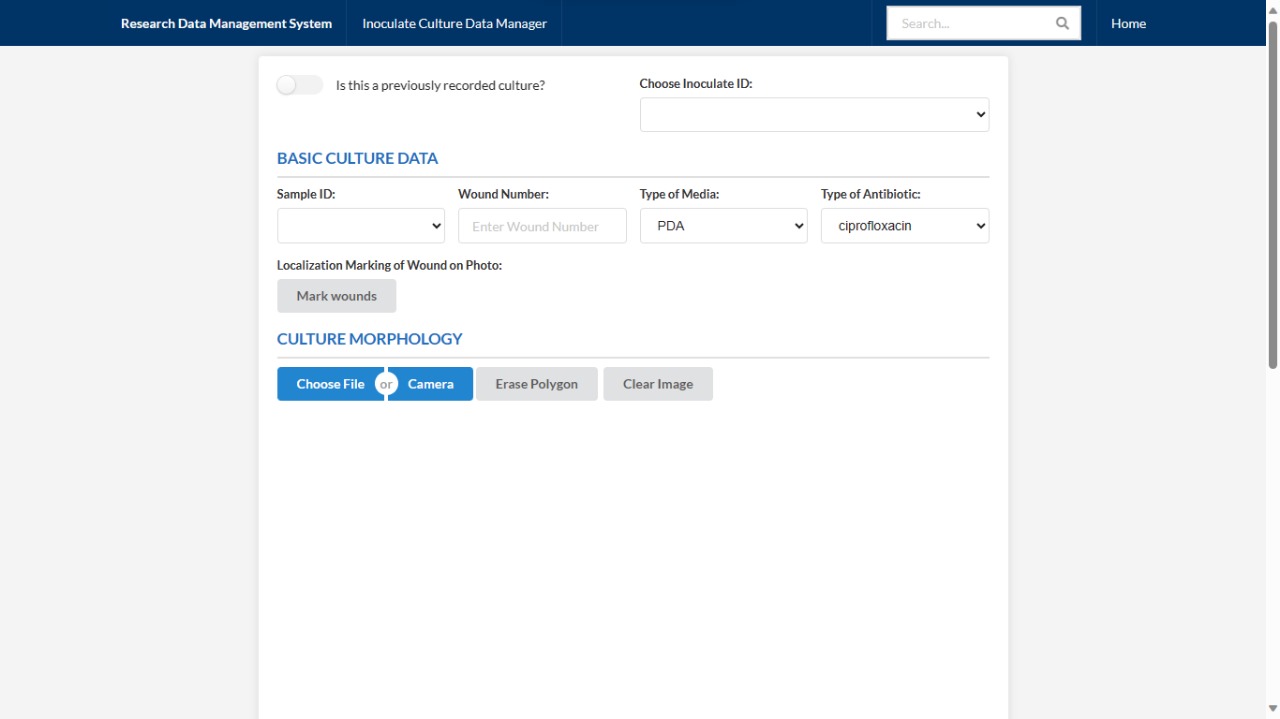 Research Data Management System
Inoculate Culture Data Manager
Search...
Home
Is this a previously recorded culture?
Choose Inoculate ID:
BASIC CULTURE DATA
Sample ID:
Wound Number:
Type of Media:
Type of Antibiotic:
Enter Wound Number
PDA
ciprofloxacin
Localization Marking of Wound on Photo:
Mark wounds
CULTURE MORPHOLOGY
Choose File or Camera
Erase Polygon
Clear Image